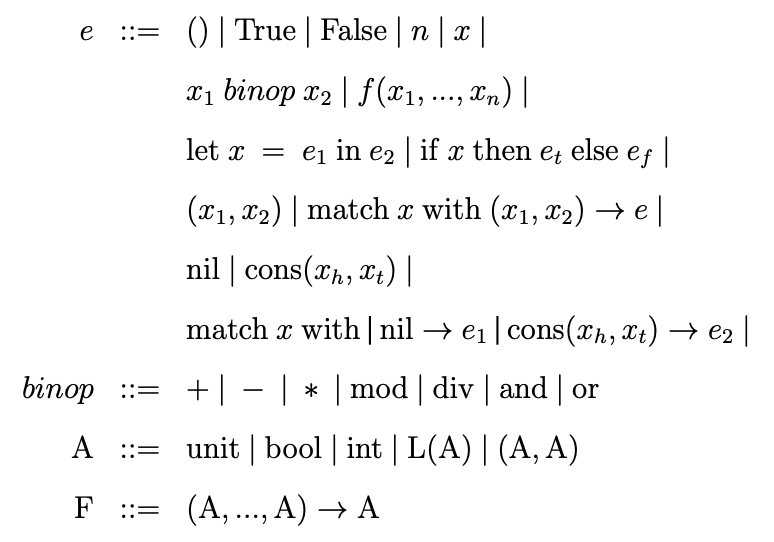 e ::= () | True | False | n | x |
x₁ binop x₂ | f(x₁, ..., xₙ) |
let x = e₁ in e₂ | if x then eₜ else e_f |
(x₁, x₂) | match x with (x₁, x₂) → e |
nil | cons(xₕ, xₜ) |
match x with | nil → e₁ | cons(xₕ, xₜ) → e₂ |
binop ::= + | − | ∗ | mod | div | and | or
A ::= unit | bool | int | L(A) | (A, A)
F ::= (A, ..., A) → A